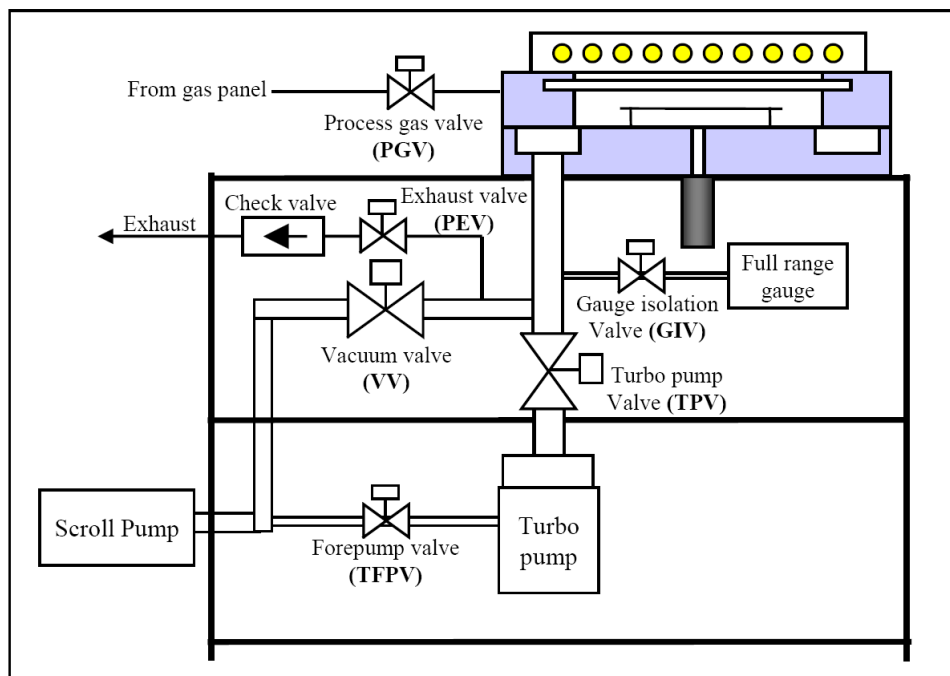 From gas panel
Process gas valve
(PGV)
Exhaust valve
(PEV)
Check valve
Exhaust
Full range
gauge
Gauge isolation
Valve (GIV)
Vacuum valve
(VV)
Turbo pump
Valve (TPV)
Scroll Pump
Forepump valve
(TFPV)
Turbo
pump